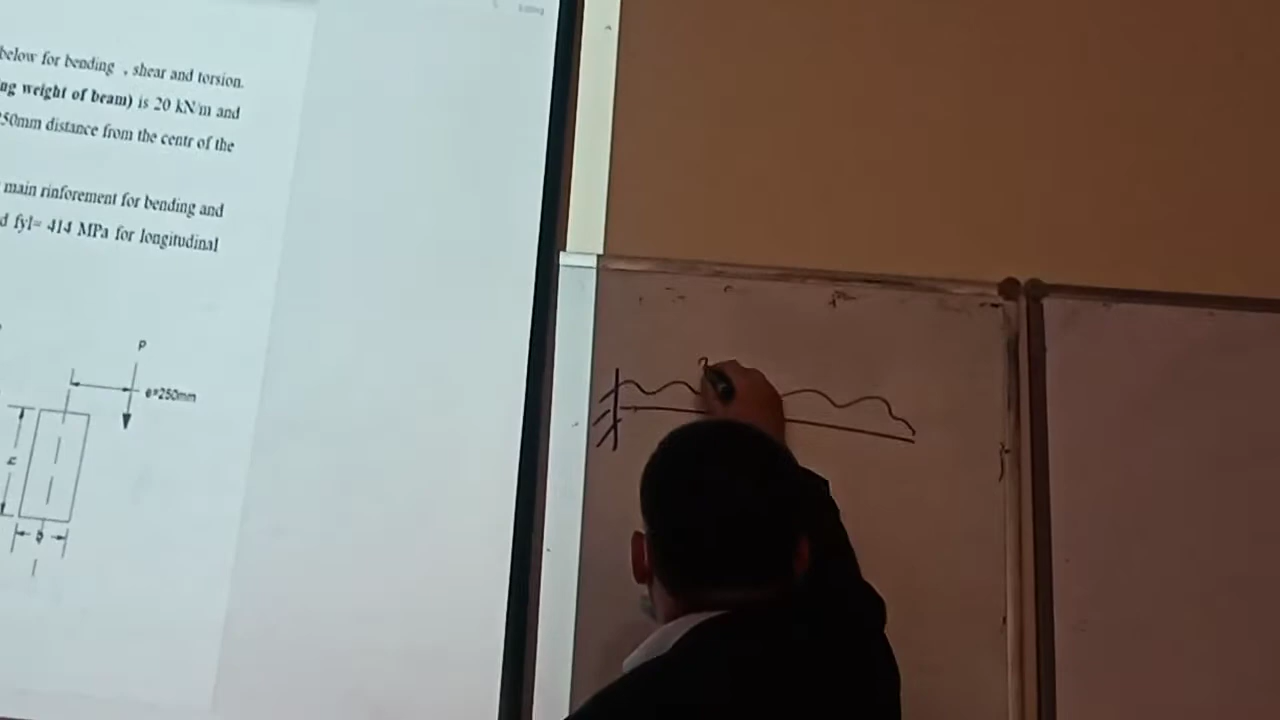 below for bending , shear and torsion.
ng weight of beam) is 20 kN/m and
50mm distance from the centr of the
main rinforement for bending and
d fyl= 414 MPa for longitudinal
P
e=250mm
h
b
2